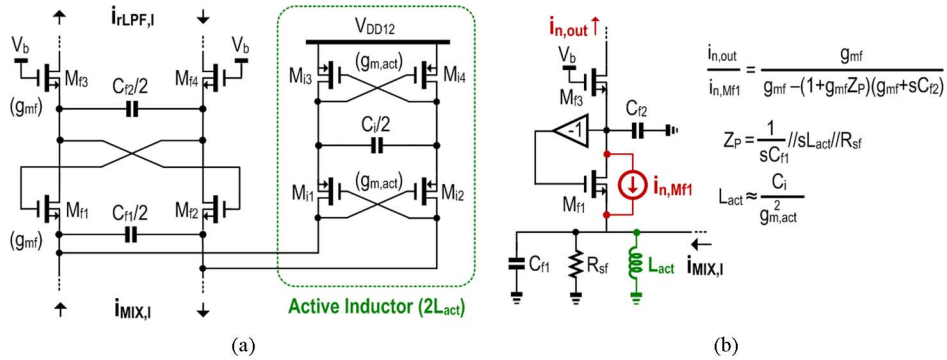 i_rLPF,I
V_b
V_b
M_f3
M_f4
(g_mf)
C_f2/2
M_f1
M_f2
C_f1/2
(g_mf)
i_MIX,I
(a)
V_DD12
(g_m,act)
M_i3
M_i4
C_i/2
(g_m,act)
M_i1
M_i2
Active Inductor (2L_act)
i_n,out
V_b
M_f3
C_f2
-1
M_f1
i_n,Mf1
C_f1
R_sf
L_act
i_MIX,I
(b)
i_n,out / i_n,Mf1 = g_mf / g_mf −(1+g_mf Z_P)(g_mf+sC_f2)
Z_P = 1 / sC_f1 //sL_act//R_sf
L_act ≈ C_i / g²_m,act